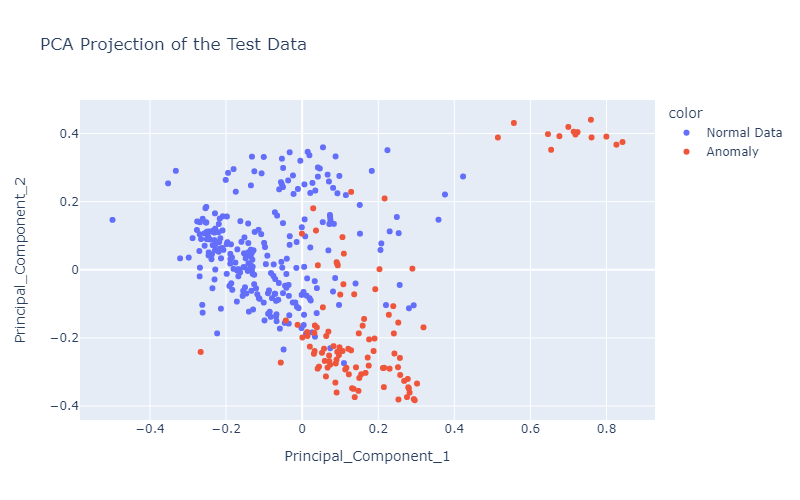 PCA Projection of the Test Data
color
Normal Data
Anomaly
0.4
0.2
0
−0.2
−0.4
Principal_Component_2
−0.4
−0.2
0
0.2
0.4
0.6
0.8
Principal_Component_1